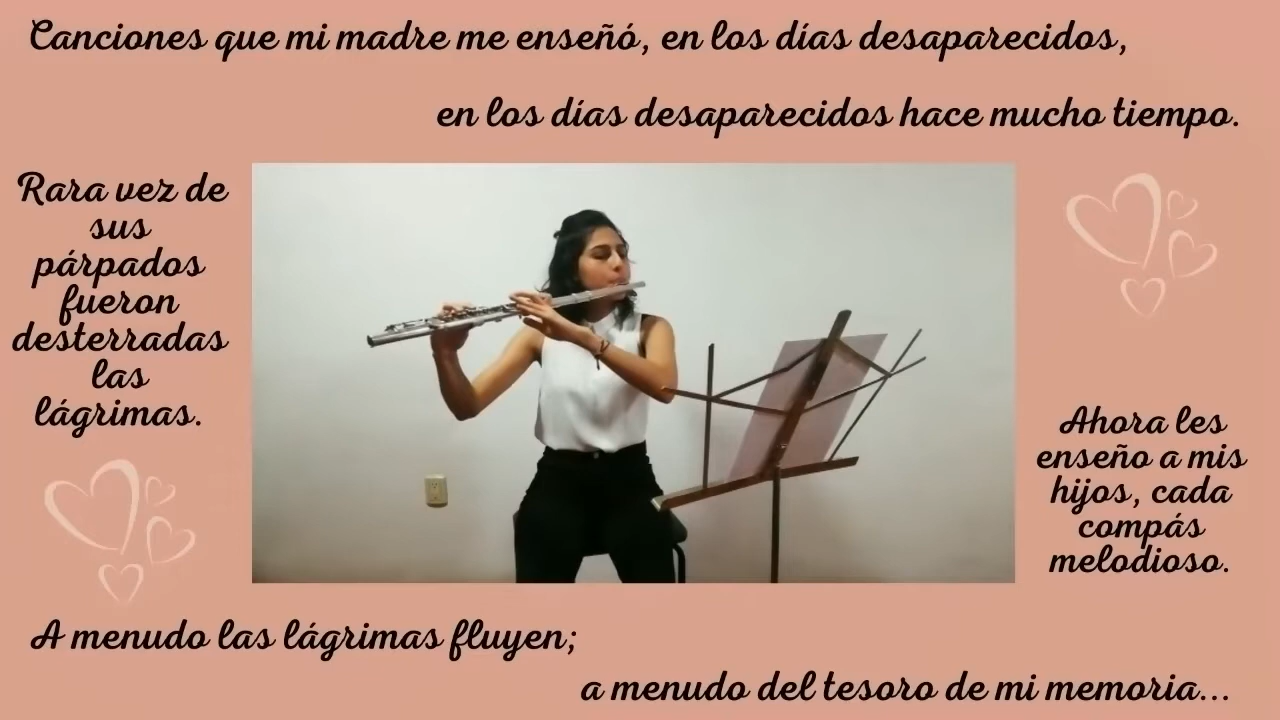 Canciones que mi madre me enseñó, en los días desaparecidos,
en los días desaparecidos hace mucho tiempo.
Rara vez de
sus
párpados
fueron
desterradas
las
lágrimas.
Ahora les
enseño a mis
hijos, cada
compás
melodioso.
A menudo las lágrimas fluyen;
a menudo del tesoro de mi memoria...